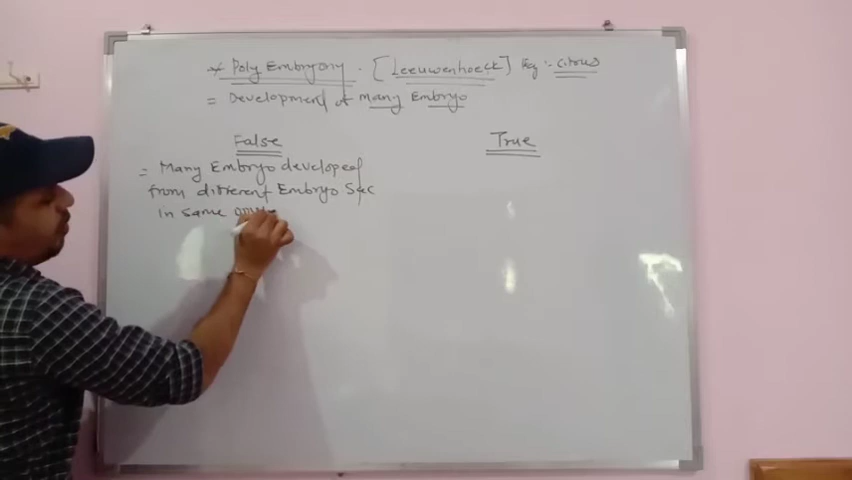 * Poly Embryony . [Leeuwenhoeck] Eg :- Citrus
= Development of Many Embryo
False
True
= Many Embryo developed
from different Embryo Sac
in same